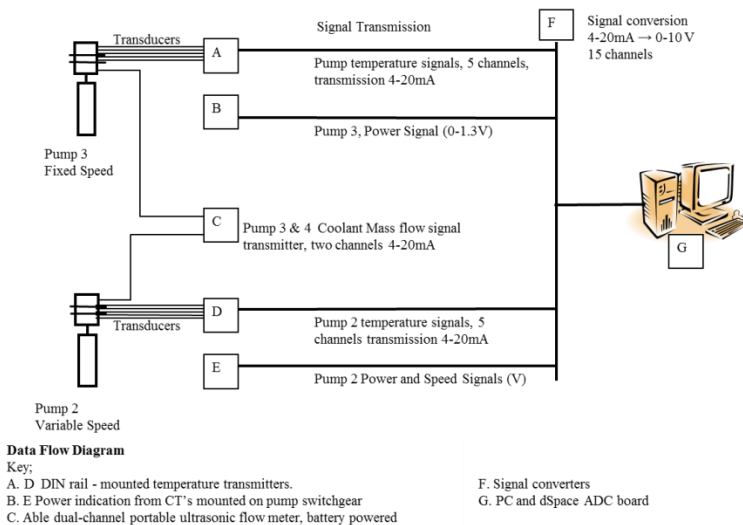 Signal Transmission
F
Signal conversion
4-20mA → 0-10 V
15 channels
Transducers
A
Pump temperature signals, 5 channels,
transmission 4-20mA
B
Pump 3, Power Signal (0-1.3V)
Pump 3
Fixed Speed
C
Pump 3 & 4 Coolant Mass flow signal
transmitter, two channels 4-20mA
G
D
Transducers
Pump 2 temperature signals, 5
channels transmission 4-20mA
E
Pump 2 Power and Speed Signals (V)
Pump 2
Variable Speed
Data Flow Diagram
Key;
A. D DIN rail - mounted temperature transmitters.
B. E Power indication from CT's mounted on pump switchgear
C. Able dual-channel portable ultrasonic flow meter, battery powered
F. Signal converters
G. PC and dSpace ADC board